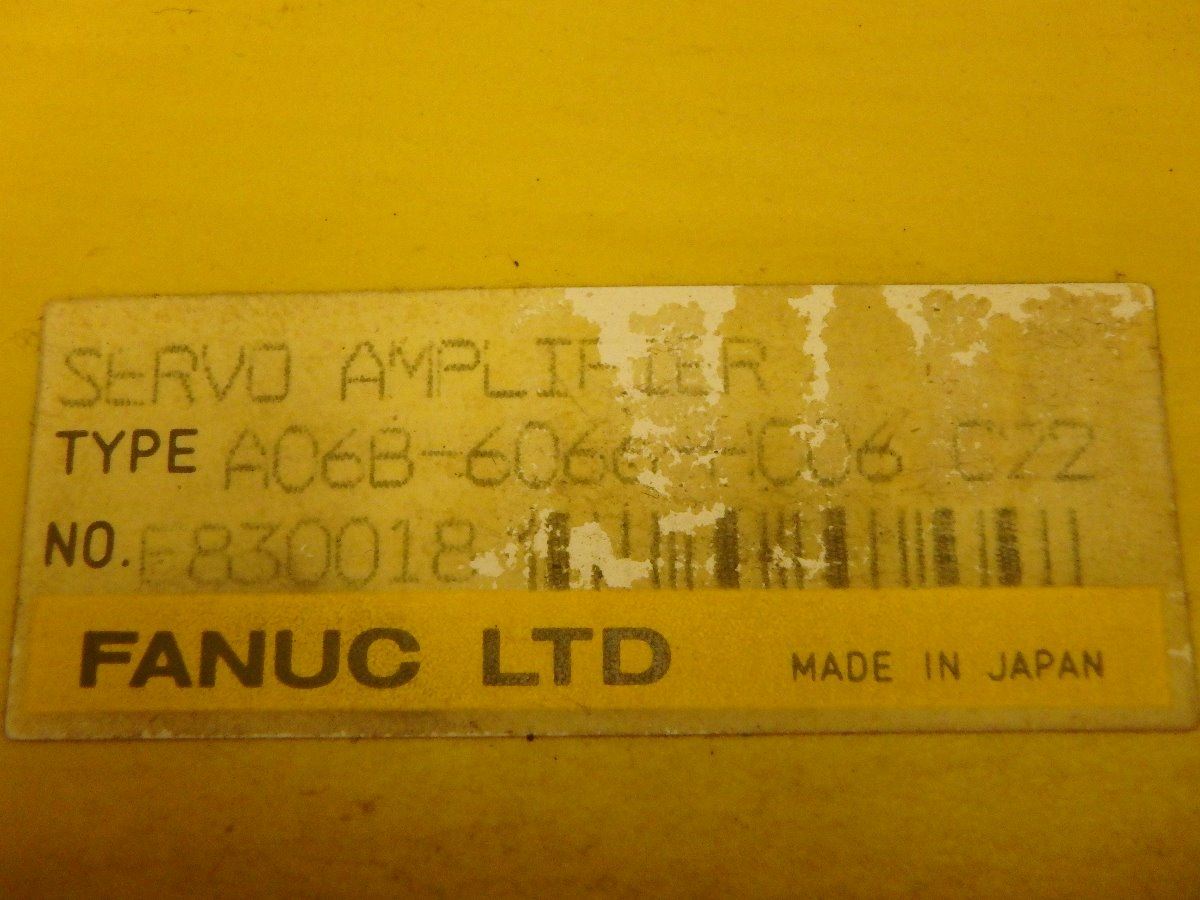 SERVO AMPLIFIER
TYPE A06B-6066-H006 C22
NO. E830018
FANUC LTD
MADE IN JAPAN